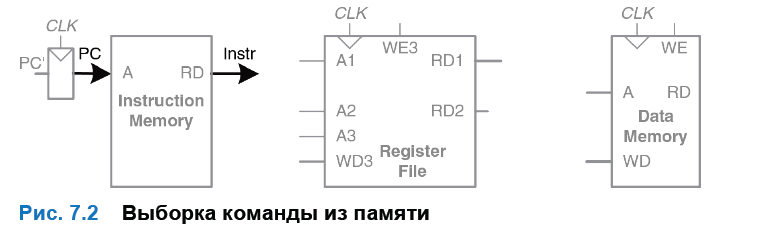 CLK
CLK
CLK
PC'
PC
Instr
A
RD
Instruction
Memory
WE3
A1
RD1
A2
RD2
A3
WD3
Register
File
WE
A
RD
Data
Memory
WD
Рис. 7.2 Выборка команды из памяти